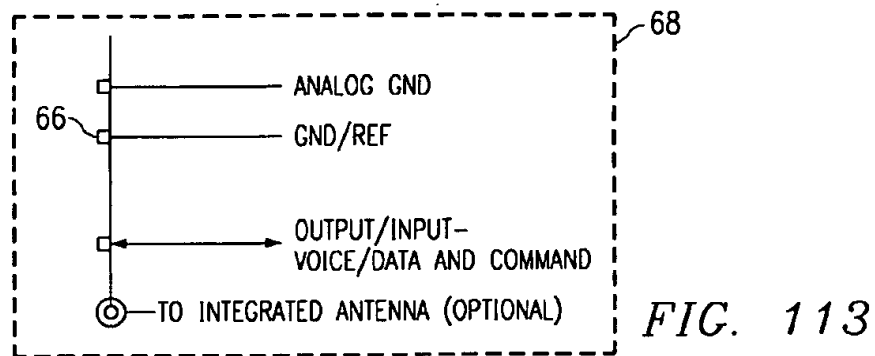 68
ANALOG GND
66
GND/REF
OUTPUT/INPUT-
VOICE/DATA AND COMMAND
TO INTEGRATED ANTENNA (OPTIONAL)
FIG. 113